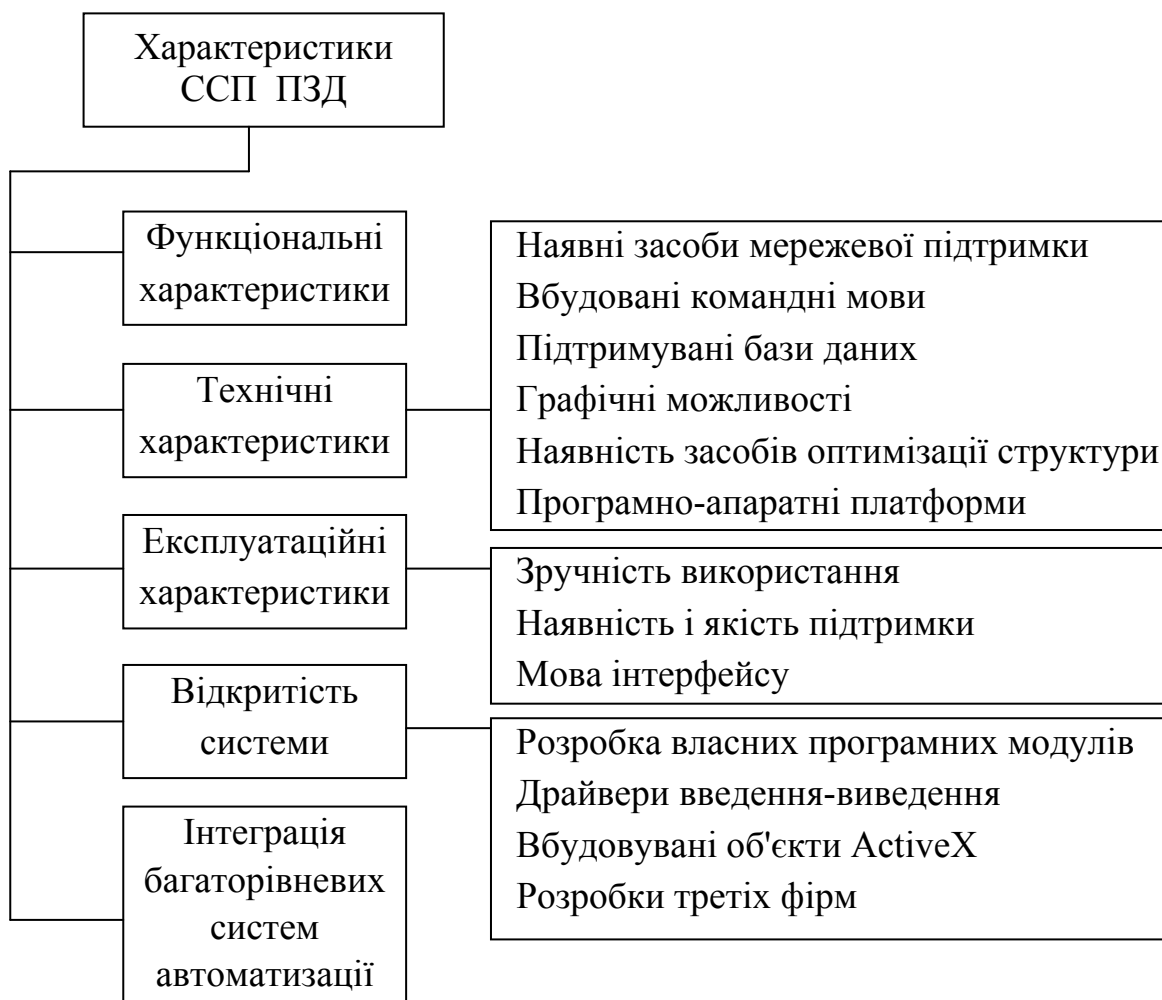 Характеристики
ССП ПЗД
Функціональні
характеристики
Технічні
характеристики
Наявні засоби мережевої підтримки
Вбудовані командні мови
Підтримувані бази даних
Графічні можливості
Наявність засобів оптимізації структури
Програмно-апаратні платформи
Експлуатаційні
характеристики
Зручність використання
Наявність і якість підтримки
Мова інтерфейсу
Відкритість
системи
Розробка власних програмних модулів
Драйвери введення-виведення
Вбудовувані об'єкти ActiveX
Розробки третіх фірм
Інтеграція
багаторівневих
систем
автоматизації